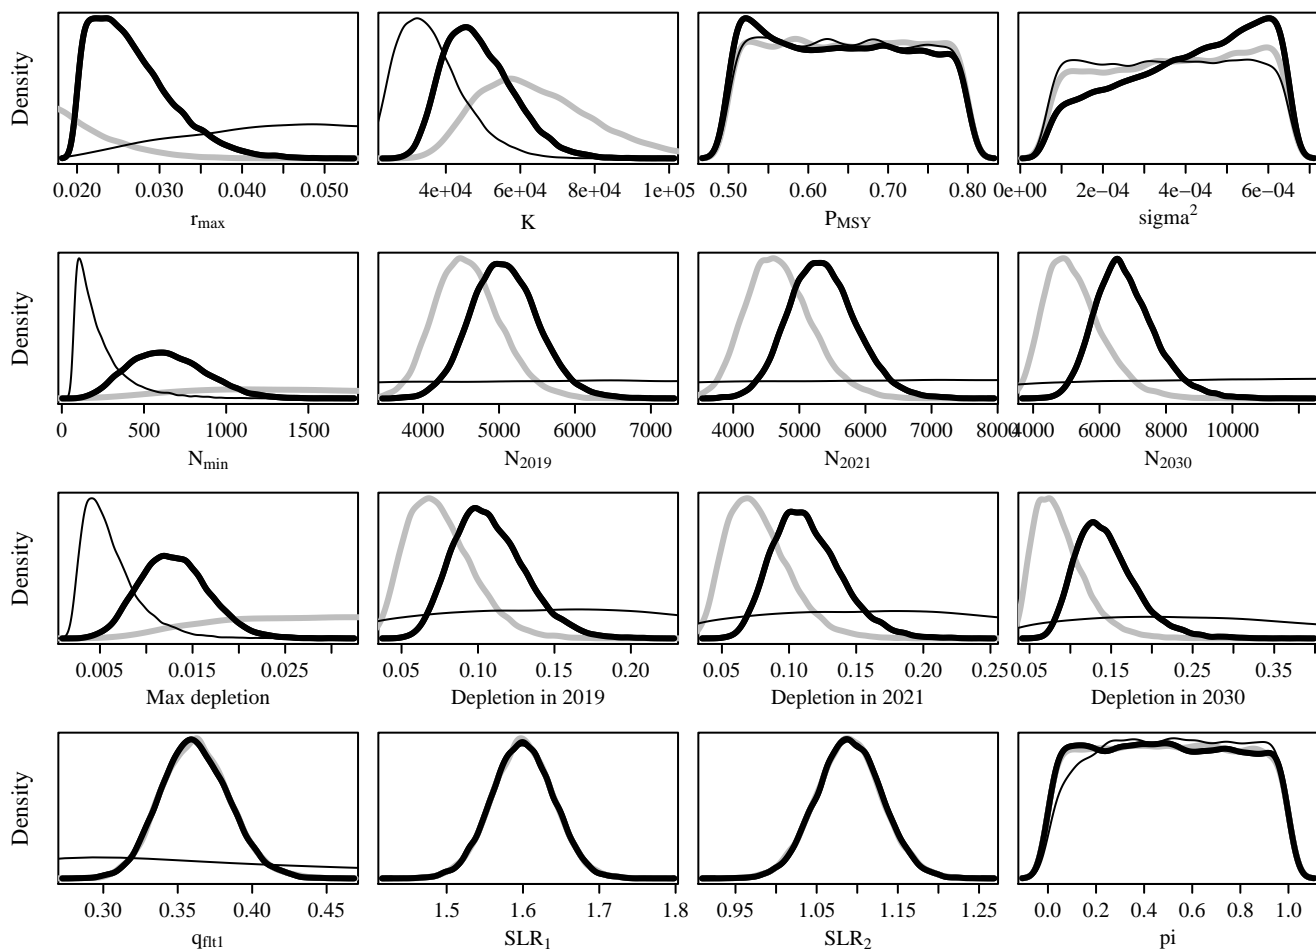 Density
0.020 0.030 0.040 0.050
r_max
4e+04 6e+04 8e+04 1e+05
K
0.50 0.60 0.70 0.80
P_MSY
0e+00 2e-04 4e-04 6e-04
sigma²
Density
0 500 1000 1500
N_min
4000 5000 6000 7000
N_2019
4000 5000 6000 7000 8000
N_2021
4000 6000 8000 10000
N_2030
0.005 0.015 0.025
Max depletion
0.05 0.10 0.15 0.20
Depletion in 2019
0.05 0.10 0.15 0.20 0.25
Depletion in 2021
0.05 0.15 0.25 0.35
Depletion in 2030
Density
0.30 0.35 0.40 0.45
q_flt1
1.5 1.6 1.7 1.8
SLR_1
0.95 1.05 1.15 1.25
SLR_2
0.0 0.2 0.4 0.6 0.8 1.0
pi